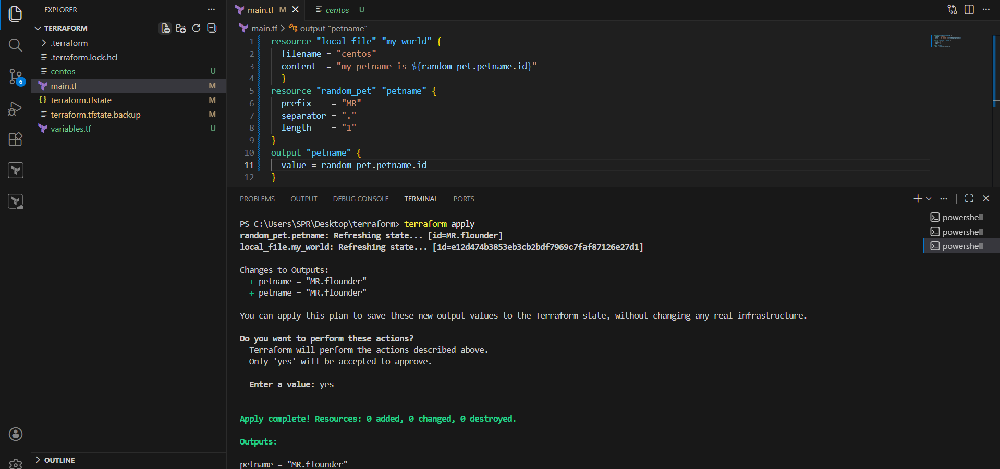 EXPLORER
TERRAFORM
.terraform
.terraform.lock.hcl
centos U
main.tf M
terraform.tfstate M
terraform.tfstate.backup M
variables.tf U
6
OUTLINE
main.tf M
centos U
main.tf > output "petname"
1 resource "local_file" "my_world" {
2 filename = "centos"
3 content = "my petname is ${random_pet.petname.id}"
4 }
5 resource "random_pet" "petname" {
6 prefix = "MR"
7 separator = "."
8 length = "1"
9 }
10 output "petname" {
11 value = random_pet.petname.id
12 }
PROBLEMS OUTPUT DEBUG CONSOLE TERMINAL PORTS
PS C:\Users\SPR\Desktop\terraform> terraform apply
random_pet.petname: Refreshing state... [id=MR.flounder]
local_file.my_world: Refreshing state... [id=e12d474b3853eb3cb2bdf7969c7faf87126e27d1]
Changes to Outputs:
+ petname = "MR.flounder"
+ petname = "MR.flounder"
You can apply this plan to save these new output values to the Terraform state, without changing any real infrastructure.
Do you want to perform these actions?
Terraform will perform the actions described above.
Only 'yes' will be accepted to approve.
Enter a value: yes
Apply complete! Resources: 0 added, 0 changed, 0 destroyed.
Outputs:
petname = "MR.flounder"
powershell
powershell
powershell